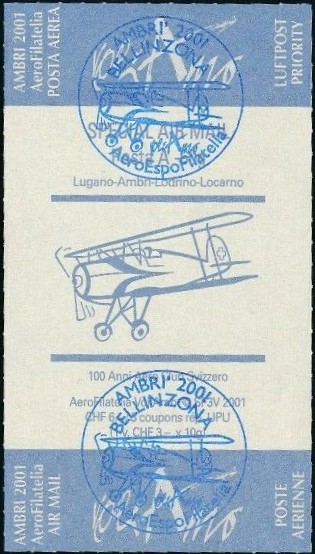 AMBRI 2001
AeroFilatelia
POSTA AEREA
LUFTPOST
PRIORITY
AMBRI' 2001
BELLINZONA
AeroEspoFilatelia
SPECIAL AIR MAIL
Lugano-Ambri-Lodrino-Locarno
100 Anni Aero Club Svizzero
AeroFilatelia 2001
CHF coupons UPU
CHF 3.- x
AMBRI' 2001
BELLINZONA
AeroEspoFilatelia
AMBRI 2001
AeroFilatelia
AIR MAIL
POSTE
AERIENNE